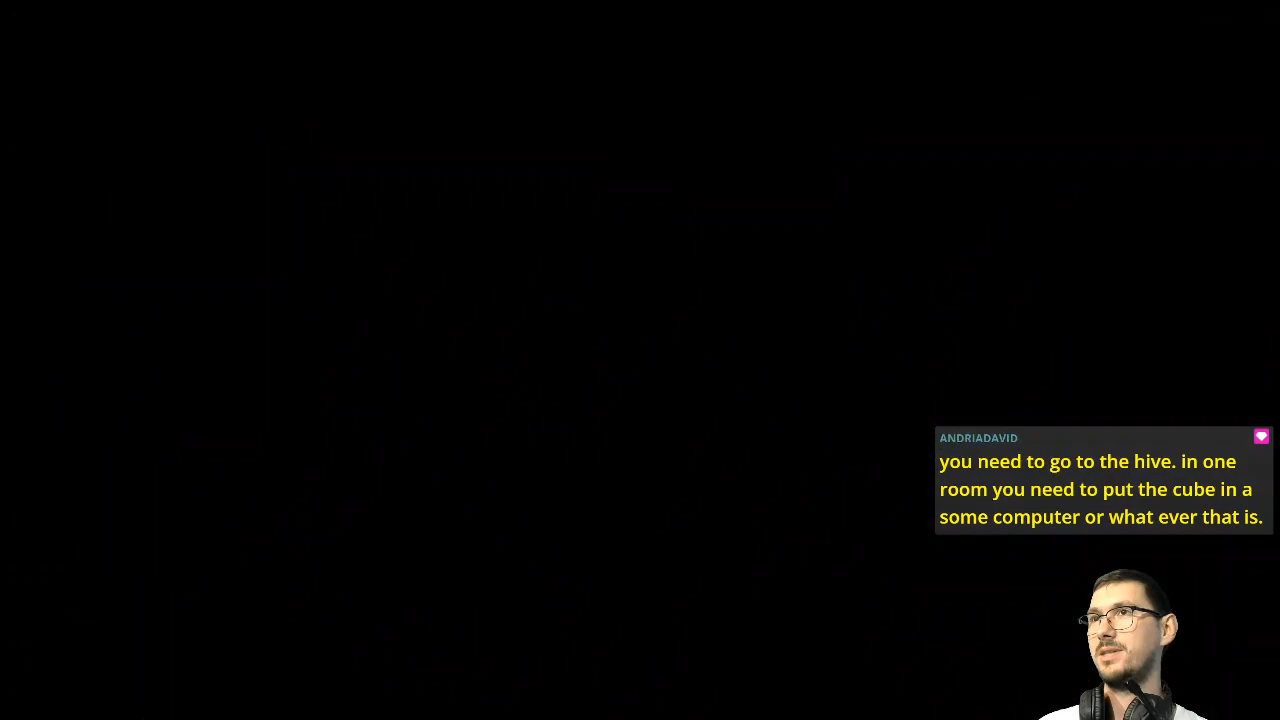 ANDRIADAVID
you need to go to the hive. in one
room you need to put the cube in a
some computer or what ever that is.